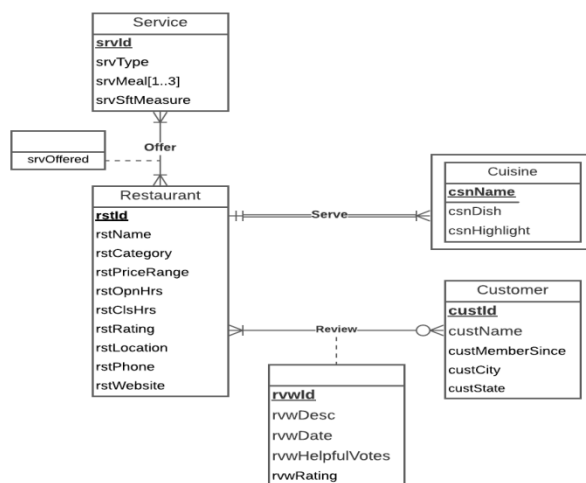 Service
srvId
srvType
srvMeal[1..3]
srvSftMeasure
Offer
srvOffered
Restaurant
rstId
rstName
rstCategory
rstPriceRange
rstOpnHrs
rstClsHrs
rstRating
rstLocation
rstPhone
rstWebsite
Serve
Cuisine
csnName
csnDish
csnHighlight
Review
Customer
custId
custName
custMemberSince
custCity
custState
rvwId
rvwDesc
rvwDate
rvwHelpfulVotes
rvwRating